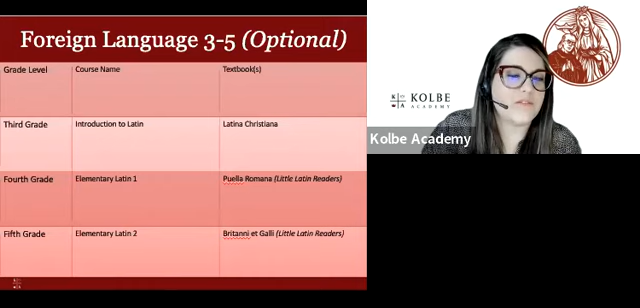 Foreign Language 3-5 (Optional)
Grade Level Course Name Textbook(s)
Third Grade Introduction to Latin Latina Christiana
Fourth Grade Elementary Latin 1 Puella Romana (Little Latin Readers)
Fifth Grade Elementary Latin 2 Britanni et Galli (Little Latin Readers)
K O
L A
KOLBE
ACADEMY
Kolbe Academy